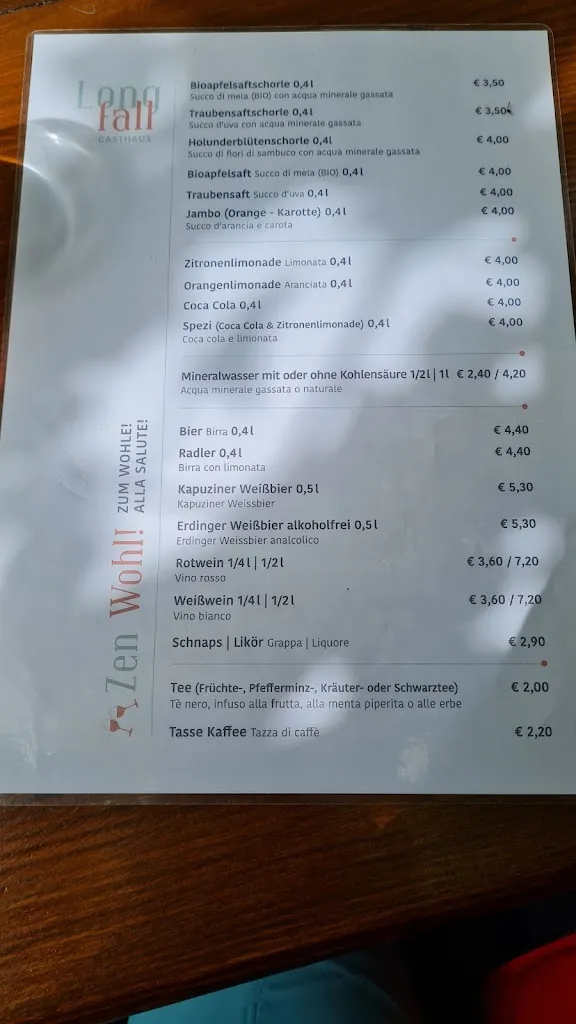 Long
fall
GASTHAUS
Bioapfelsaftschorle 0,4l € 3,50
Succo di mela (BIO) con acqua minerale gassata
Traubensaftschorle 0,4l € 3,50
Succo d'uva con acqua minerale gassata
Holunderblütenschorle 0,4l € 4,00
Succo di fiori di sambuco con acqua minerale gassata
Bioapfelsaft Succo di mela (BIO) 0,4l € 4,00
Traubensaft Succo d'uva 0,4l € 4,00
Jambo (Orange - Karotte) 0,4l € 4,00
Succo d'arancia e carota
Zitronenlimonade Limonata 0,4l € 4,00
Orangenlimonade Aranciata 0,4l € 4,00
Coca Cola 0,4l € 4,00
Spezi (Coca Cola & Zitronenlimonade) 0,4l € 4,00
Coca cola e limonata
Mineralwasser mit oder ohne Kohlensäure 1/2l | 1l € 2,40 / 4,20
Acqua minerale gassata o naturale
Bier Birra 0,4l € 4,40
Radler 0,4l € 4,40
Birra con limonata
Kapuziner Weißbier 0,5l € 5,30
Kapuziner Weissbier
Erdinger Weißbier alkoholfrei 0,5l € 5,30
Erdinger Weissbier analcolico
Rotwein 1/4l | 1/2l € 3,60 / 7,20
Vino rosso
Weißwein 1/4l | 1/2l € 3,60 / 7,20
Vino bianco
Schnaps | Likör Grappa | Liquore € 2,90
Tee (Früchte-, Pfefferminz-, Kräuter- oder Schwarztee) € 2,00
Tè nero, infuso alla frutta, alla menta piperita o alle erbe
Tasse Kaffee Tazza di caffè € 2,20
Zen Wohl!
ZUM WOHLE!
ALLA SALUTE!